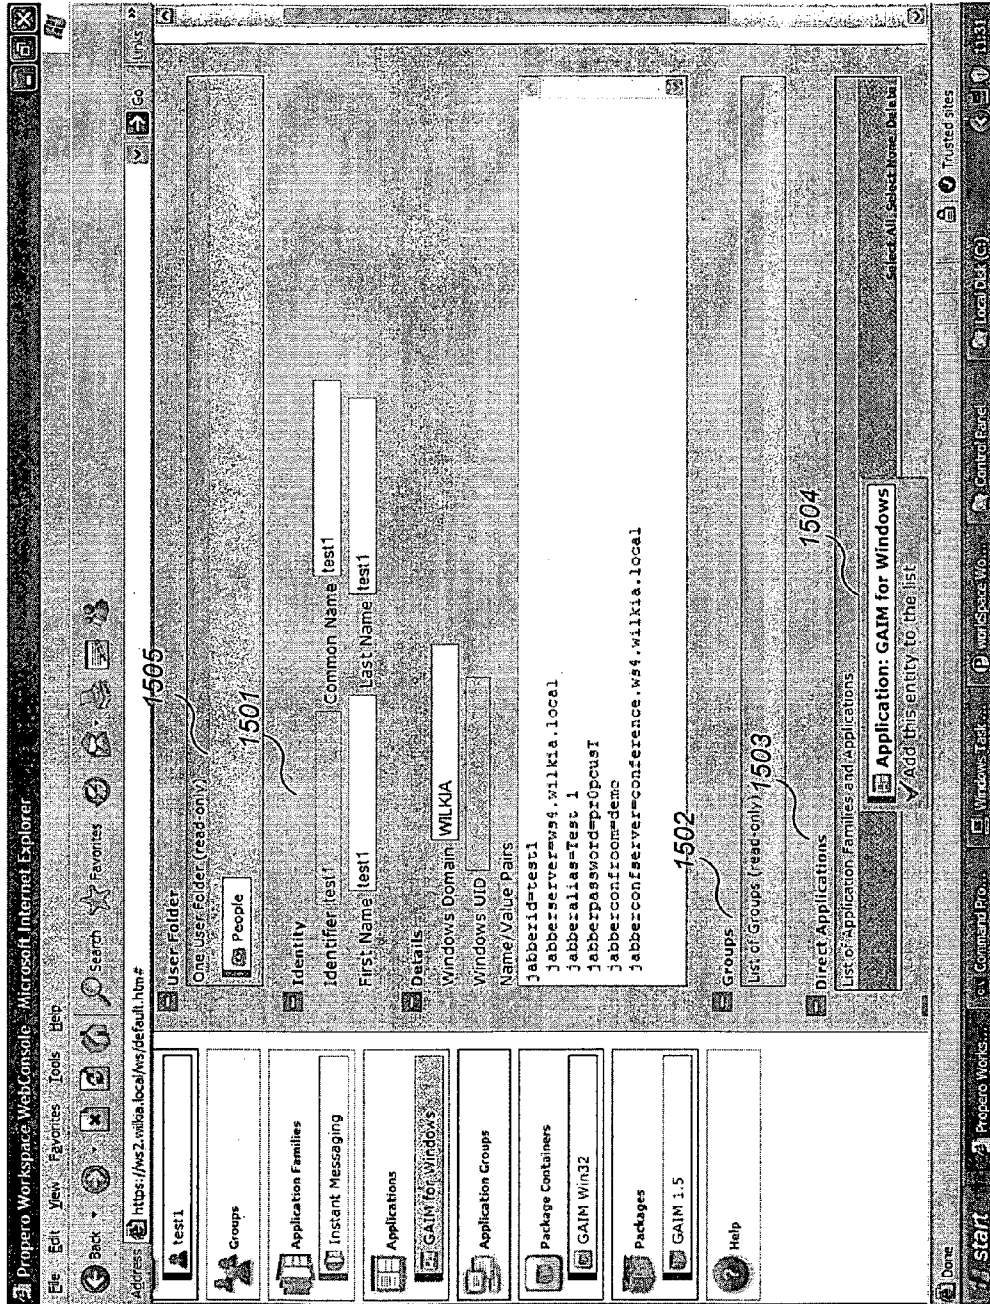 Propero Workspace WebConsole - Microsoft Internet Explorer
File Edit View Favorites Tools Help
Back Search Favorites
Address https://ws2.wilkia.local/ws/default.htm# Go Links
test1
Groups
Application Families
Instant Messaging
Applications
GAIM for Windows
Application Groups
Package Containers
GAIM Win32
Packages
GAIM 1.5
Help
User Folder
1505
One User Folder (read-only)
People
1501
Identity
Identifier test1 Common Name test1
First Name test1 Last Name test1
Details
Windows Domain WILKIA
Windows UID
Name/Value Pairs
jabberid=test1
jabberserver=ws4.wilkia.local
jabberalias=Test 1
jabberpassword=pr0pcusT
jabberconfroom=demo
jabberconfserver=conference.ws4.wilkia.local
1502
Groups
List of Groups (read-only)
1503
Direct Applications
1504
List of Application Families and Applications
Select All Select None Delete
Application: GAIM for Windows
Add this entity to the list
Done Trusted sites
start Propero Works... Command Pro... Windows Task... Control Panel Local Disk (C:)